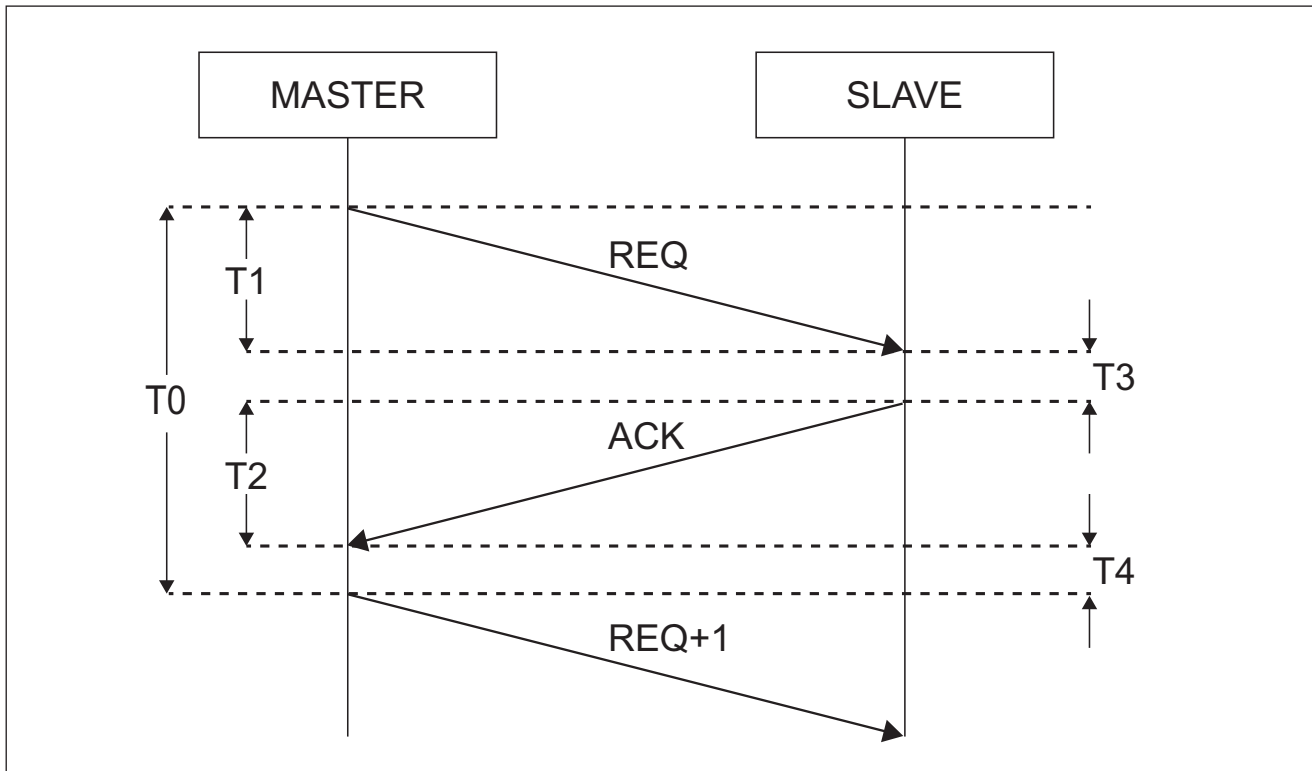 MASTER
SLAVE
REQ
T1
T3
T0
ACK
T2
T4
REQ+1